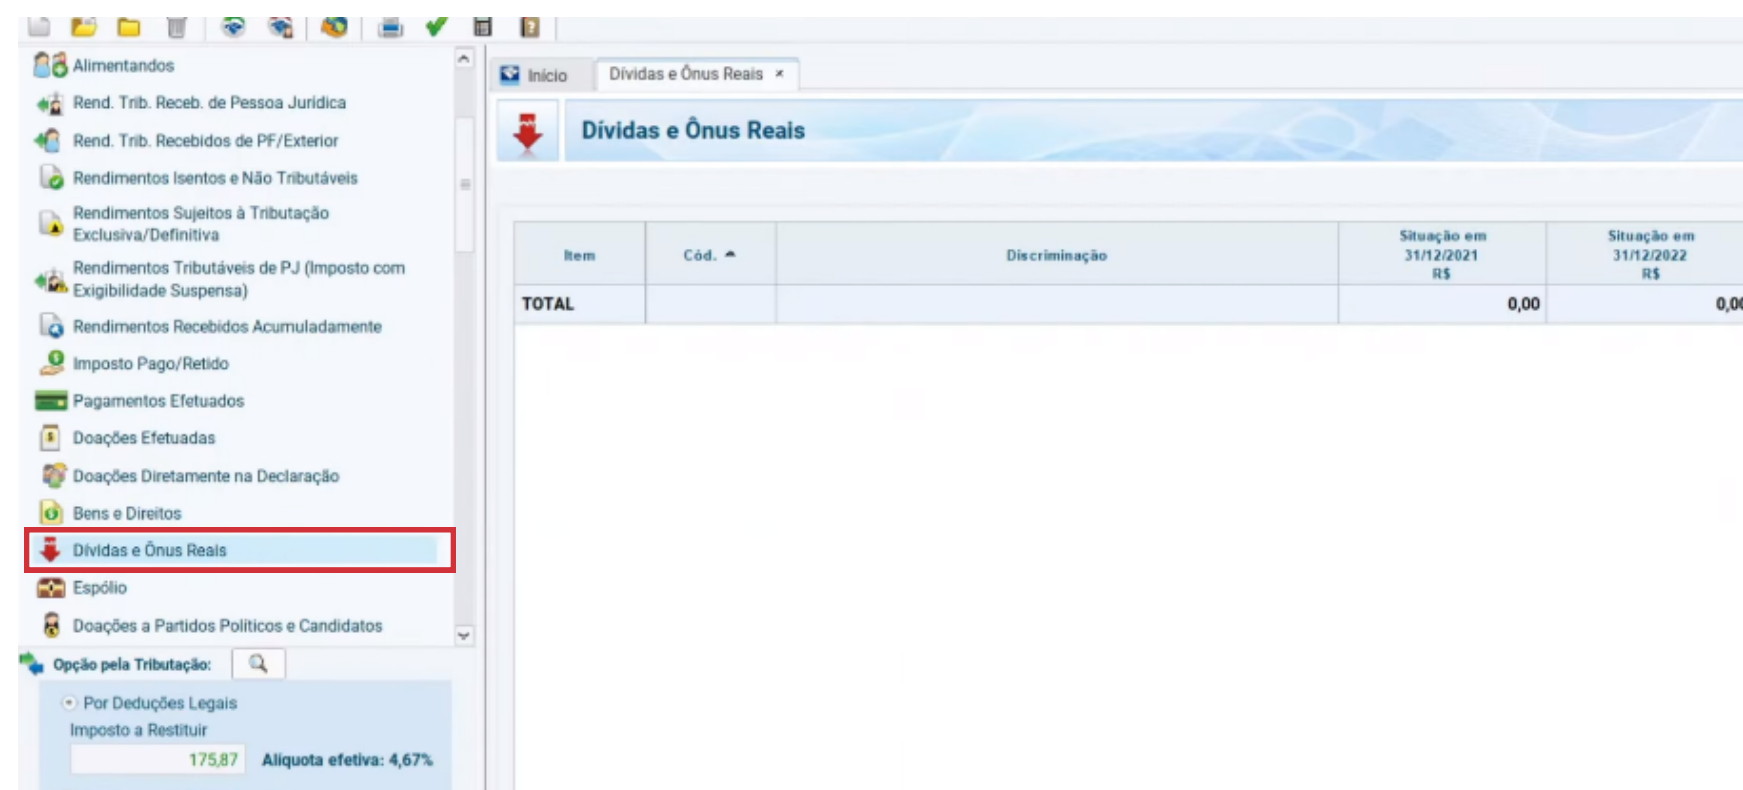 Alimentandos
Rend. Trib. Receb. de Pessoa Jurídica
Rend. Trib. Recebidos de PF/Exterior
Rendimentos Isentos e Não Tributáveis
Rendimentos Sujeitos à Tributação
Exclusiva/Definitiva
Rendimentos Tributáveis de PJ (Imposto com
Exigibilidade Suspensa)
Rendimentos Recebidos Acumuladamente
Imposto Pago/Retido
Pagamentos Efetuados
Doações Efetuadas
Doações Diretamente na Declaração
Bens e Direitos
Dívidas e Ônus Reais
Espólio
Doações a Partidos Políticos e Candidatos
Opção pela Tributação:
Por Deduções Legais
Imposto a Restituir
175,87 Alíquota efetiva: 4,67%
Início Dívidas e Ônus Reais ×
Dívidas e Ônus Reais
Item Cód. Discriminação
Situação em
31/12/2021
R$
Situação em
31/12/2022
R$
TOTAL 0,00 0,00